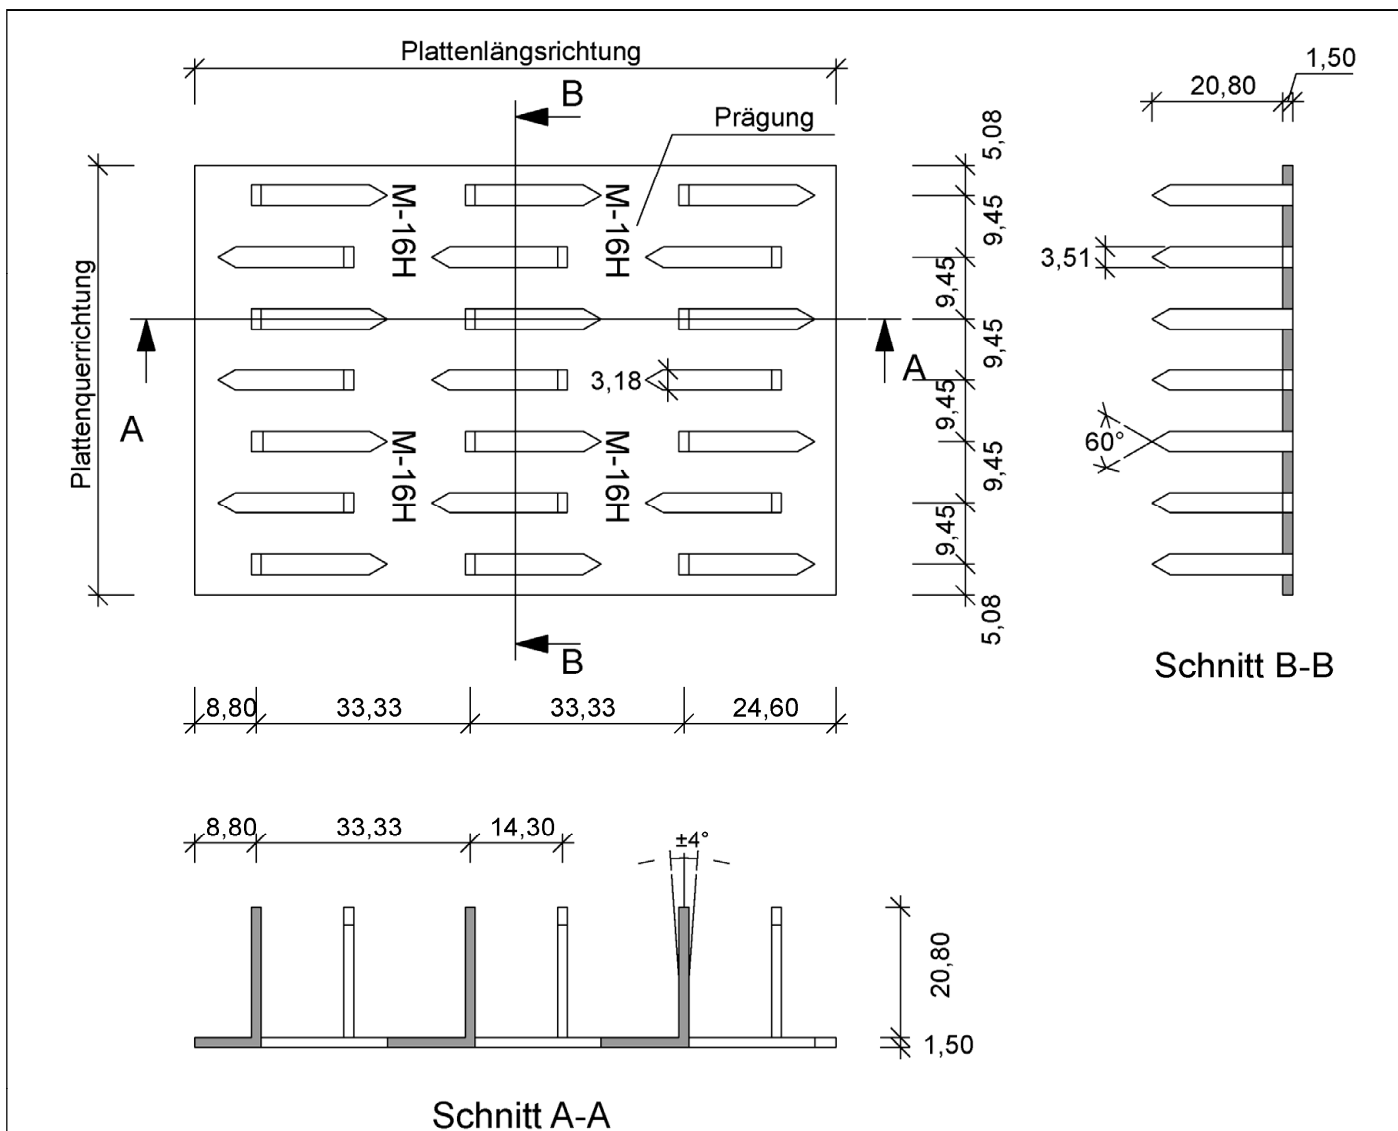 Plattenlängsrichtung
B
Prägung
1,50
20,80
5,08
9,45
9,45
9,45
9,45
9,45
9,45
5,08
M-16H
M-16H
M-16H
M-16H
Plattenquerrichtung
3,51
3,18
A
A
60°
B
Schnitt B-B
8,80
33,33
33,33
24,60
8,80
33,33
14,30
±4°
20,80
1,50
Schnitt A-A